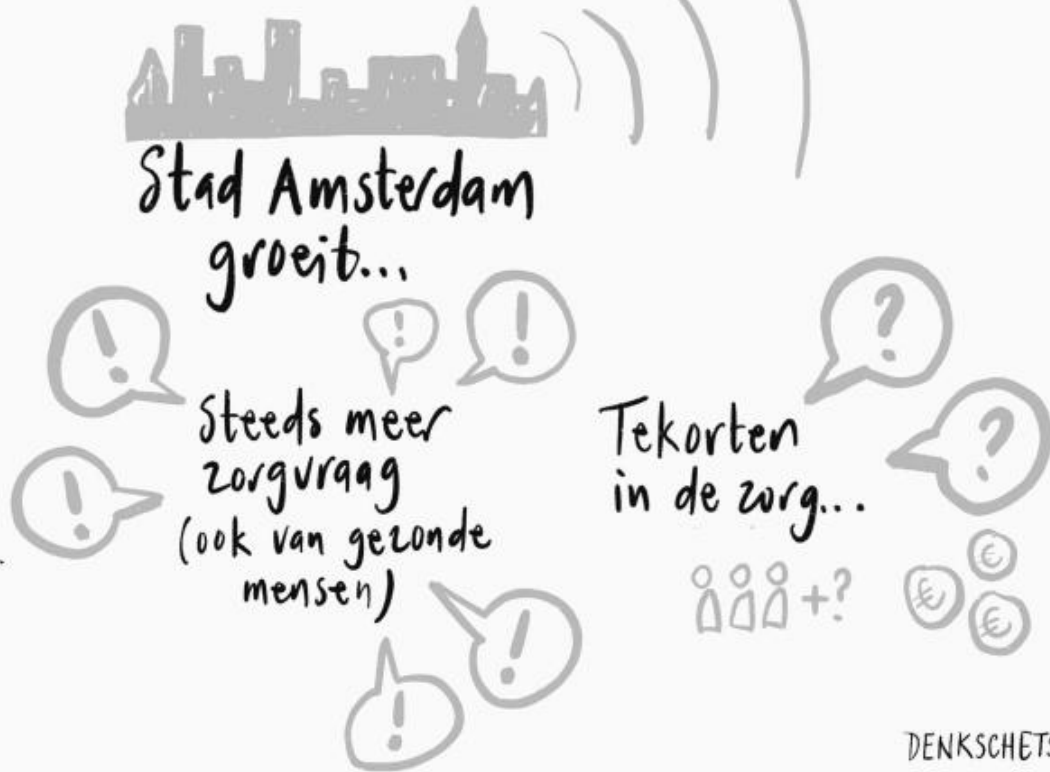 Stad Amsterdam
groeit...
Steeds meer
zorgvraag
(ook van gezonde
mensen)
Tekorten
in de zorg...
+?
DENKSCHETS